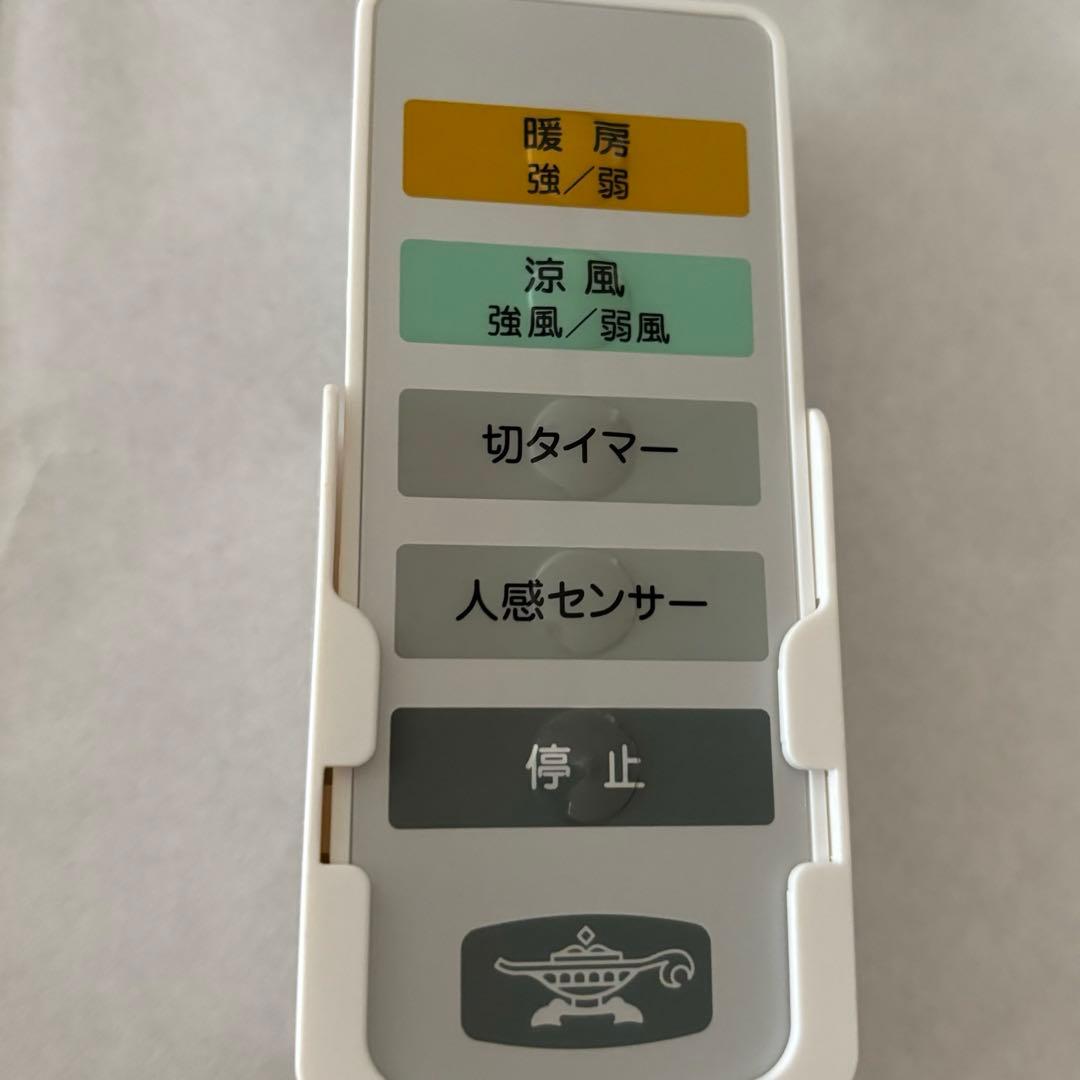 暖房
強／弱
涼風
強風／弱風
切タイマー
人感センサー
停止